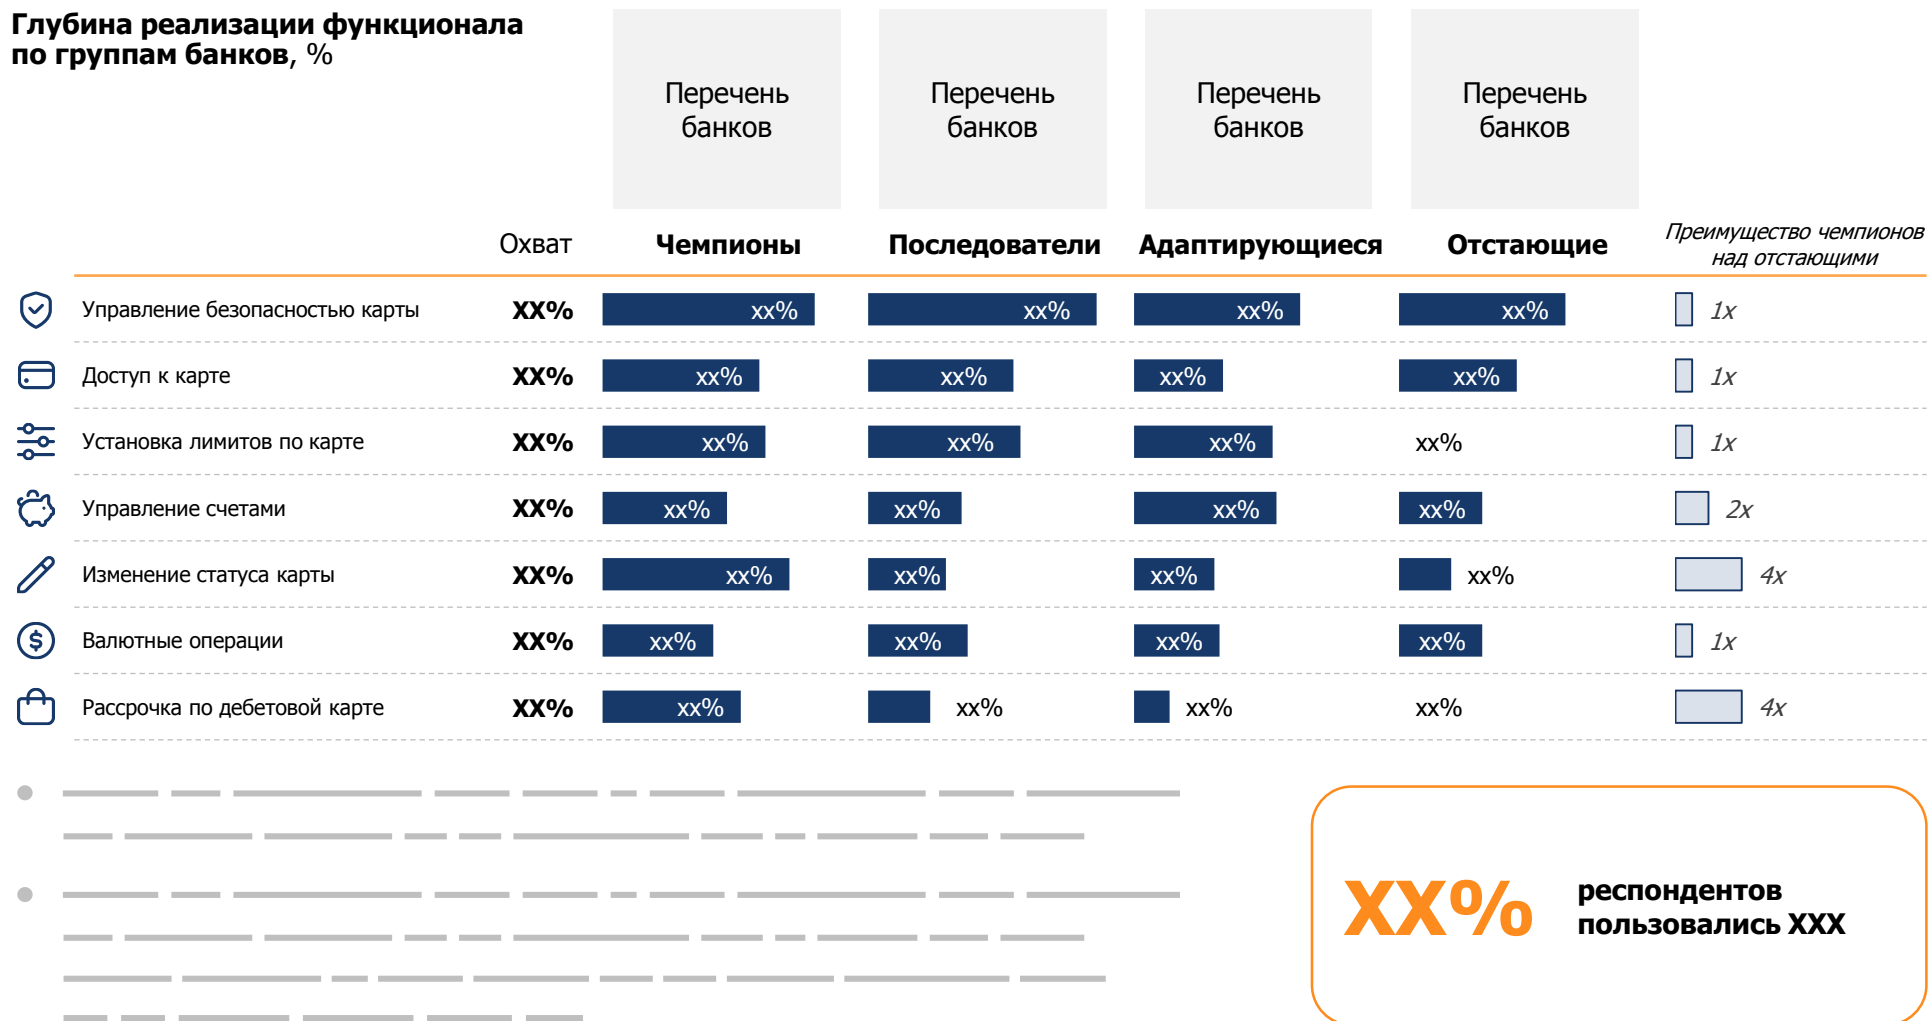 Глубина реализации функционала
по группам банков, %
Перечень
банков
Перечень
банков
Перечень
банков
Перечень
банков
Охват Чемпионы Последователи Адаптирующиеся Отстающие Преимущество чемпионов
над отстающими
Управление безопасностью карты XX% xx% xx% xx% xx% 1x
Доступ к карте XX% xx% xx% xx% xx% 1x
Установка лимитов по карте XX% xx% xx% xx% xx% 1x
Управление счетами XX% xx% xx% xx% xx% 2x
Изменение статуса карты XX% xx% xx% xx% xx% 4x
Валютные операции XX% xx% xx% xx% xx% 1x
Рассрочка по дебетовой карте XX% xx% xx% xx% xx% 4x
XX% респондентов
пользовались XXX